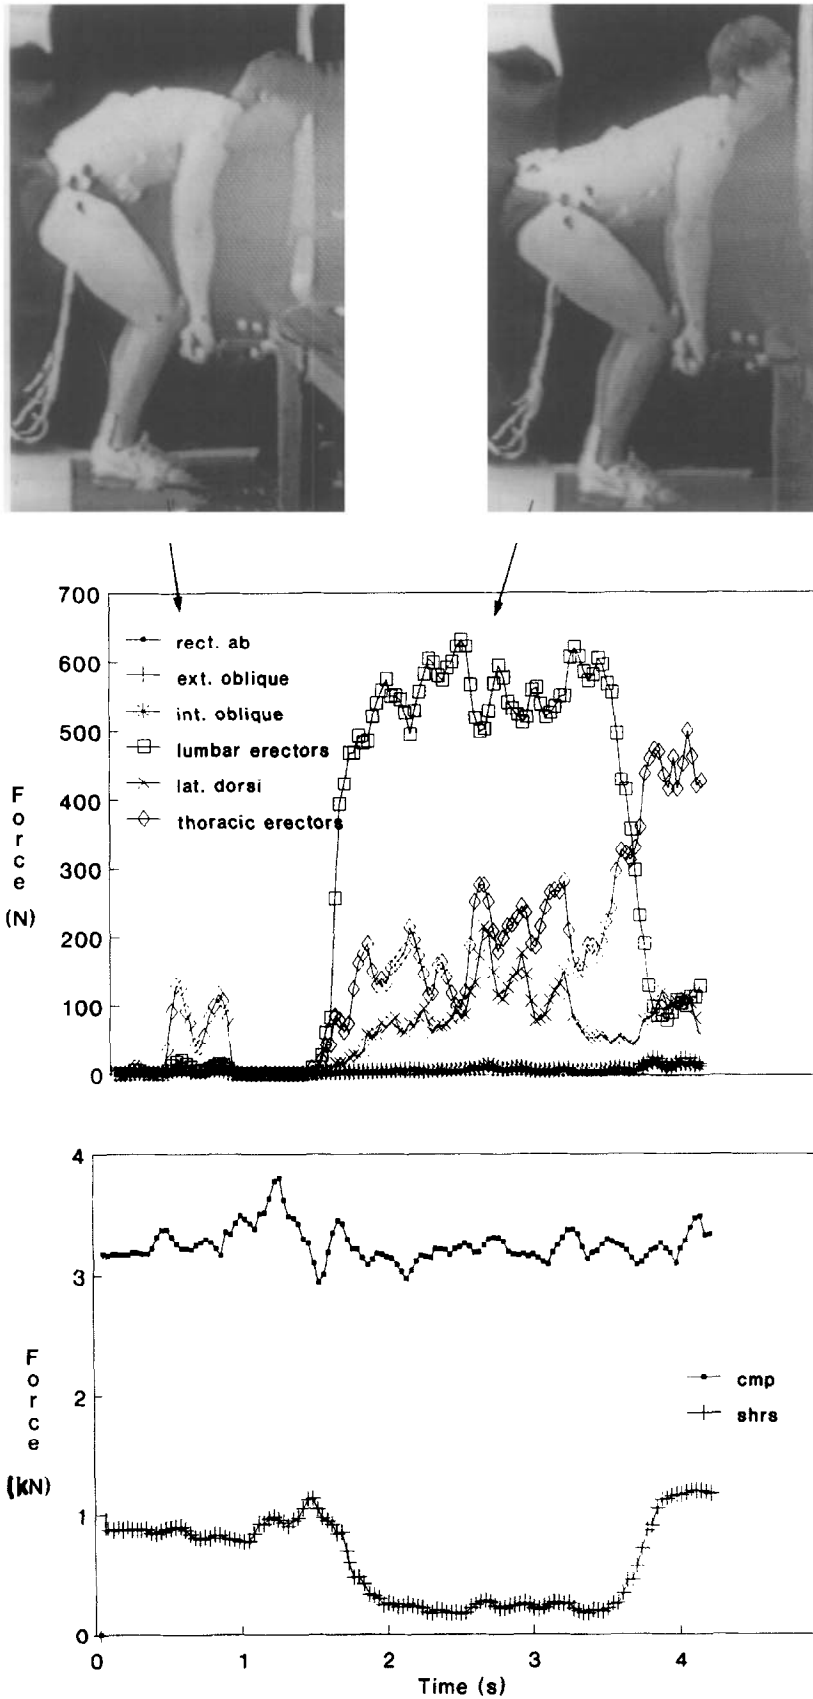 700
600
500
400
300
200
100
0
Force
(N)
rect. ab
ext. oblique
int. oblique
lumbar erectors
lat. dorsi
thoracic erectors
4
3
2
1
0
Force
(kN)
cmp
shrs
0 1 2 3 4
Time (s)